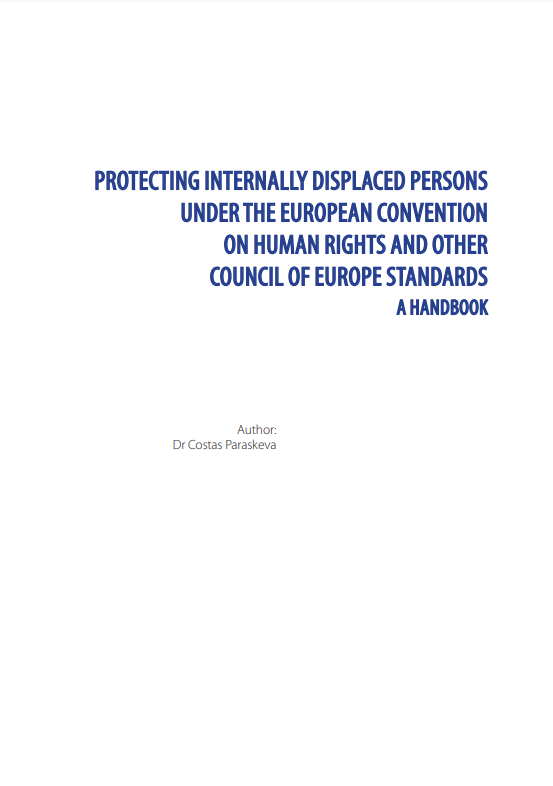 PROTECTING INTERNALLY DISPLACED PERSONS
UNDER THE EUROPEAN CONVENTION
ON HUMAN RIGHTS AND OTHER
COUNCIL OF EUROPE STANDARDS
A HANDBOOK
Author:
Dr Costas Paraskeva